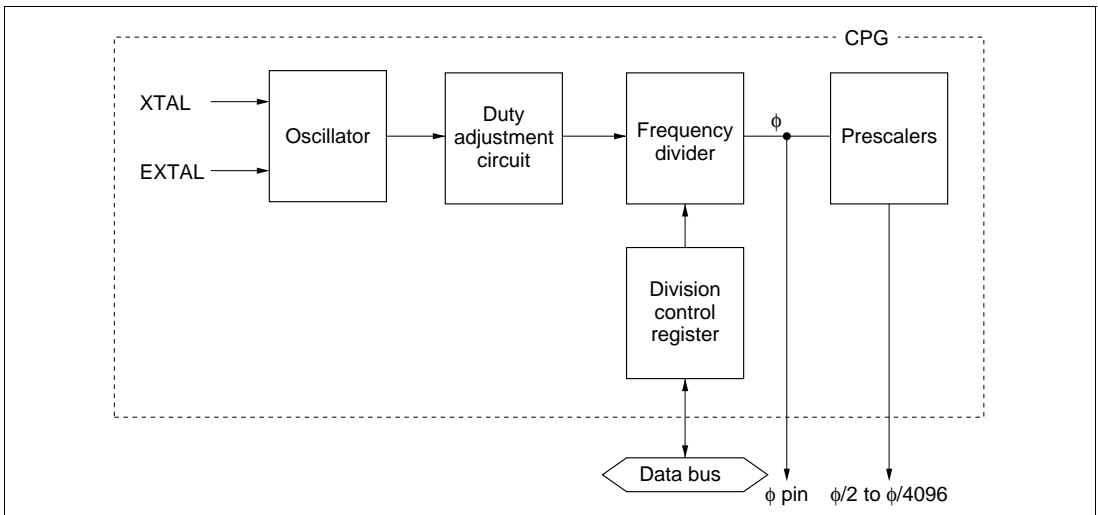 CPG
XTAL
EXTAL
Oscillator
Duty
adjustment
circuit
Frequency
divider
ϕ
Prescalers
Division
control
register
Data bus
ϕ pin
ϕ/2 to ϕ/4096